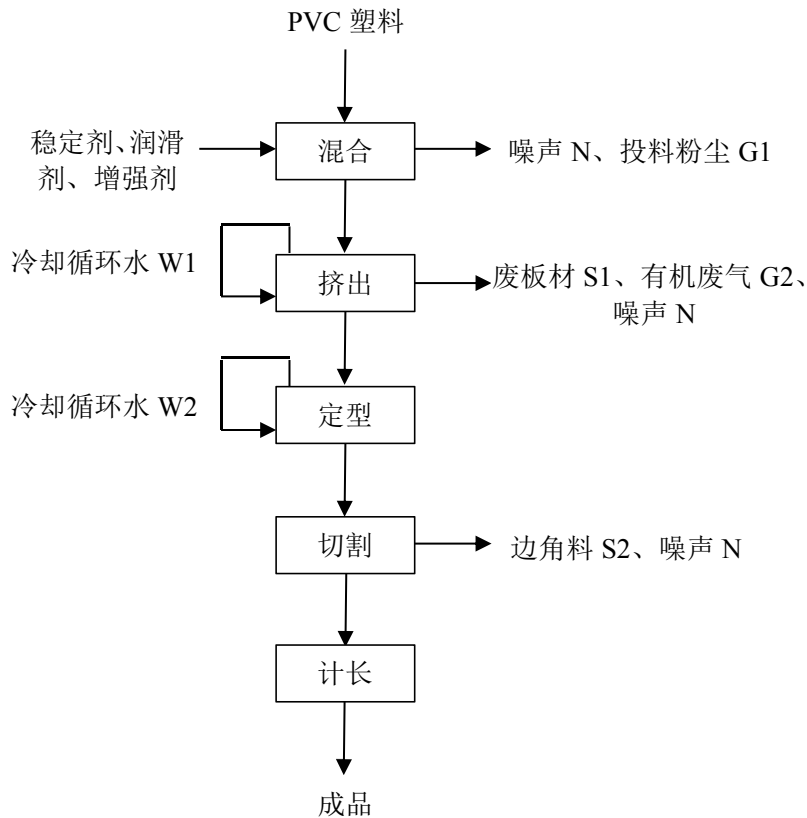 PVC 塑料
稳定剂、润滑
剂、增强剂
混合
噪声 N、投料粉尘 G1
冷却循环水 W1
挤出
废板材 S1、有机废气 G2、
噪声 N
冷却循环水 W2
定型
切割
边角料 S2、噪声 N
计长
成品